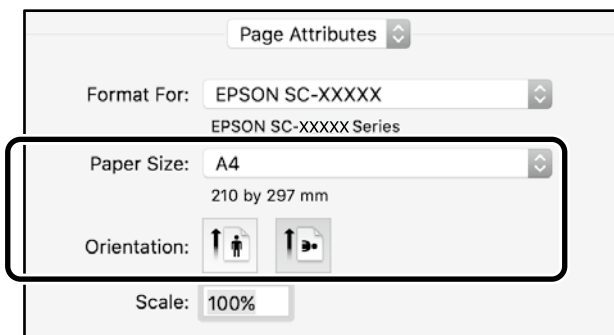 Page Attributes
Format For: EPSON SC-XXXXX
EPSON SC-XXXXX Series
Paper Size: A4
210 by 297 mm
Orientation:
Scale: 100%